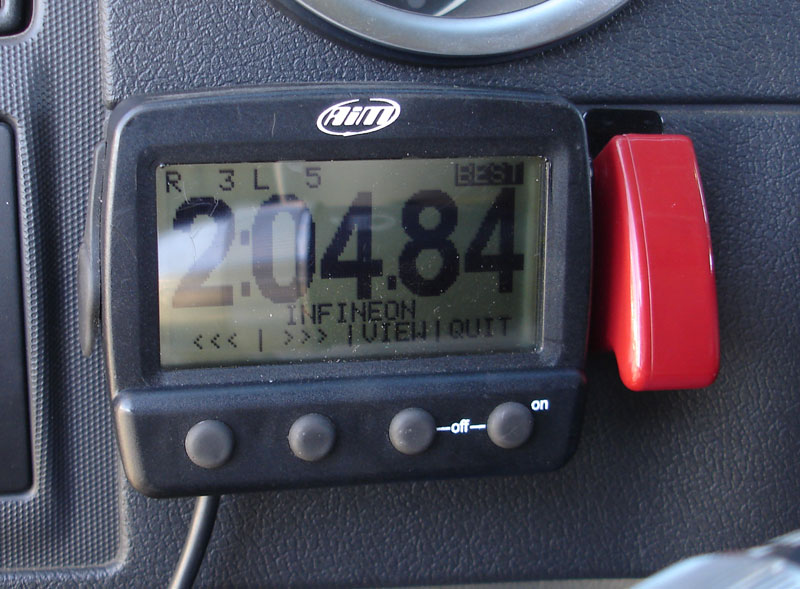 AiM
R 3 L 5 BEST
2:04.84
INFINEON
<<< | >>> |VIEW|QUIT
on
-off-